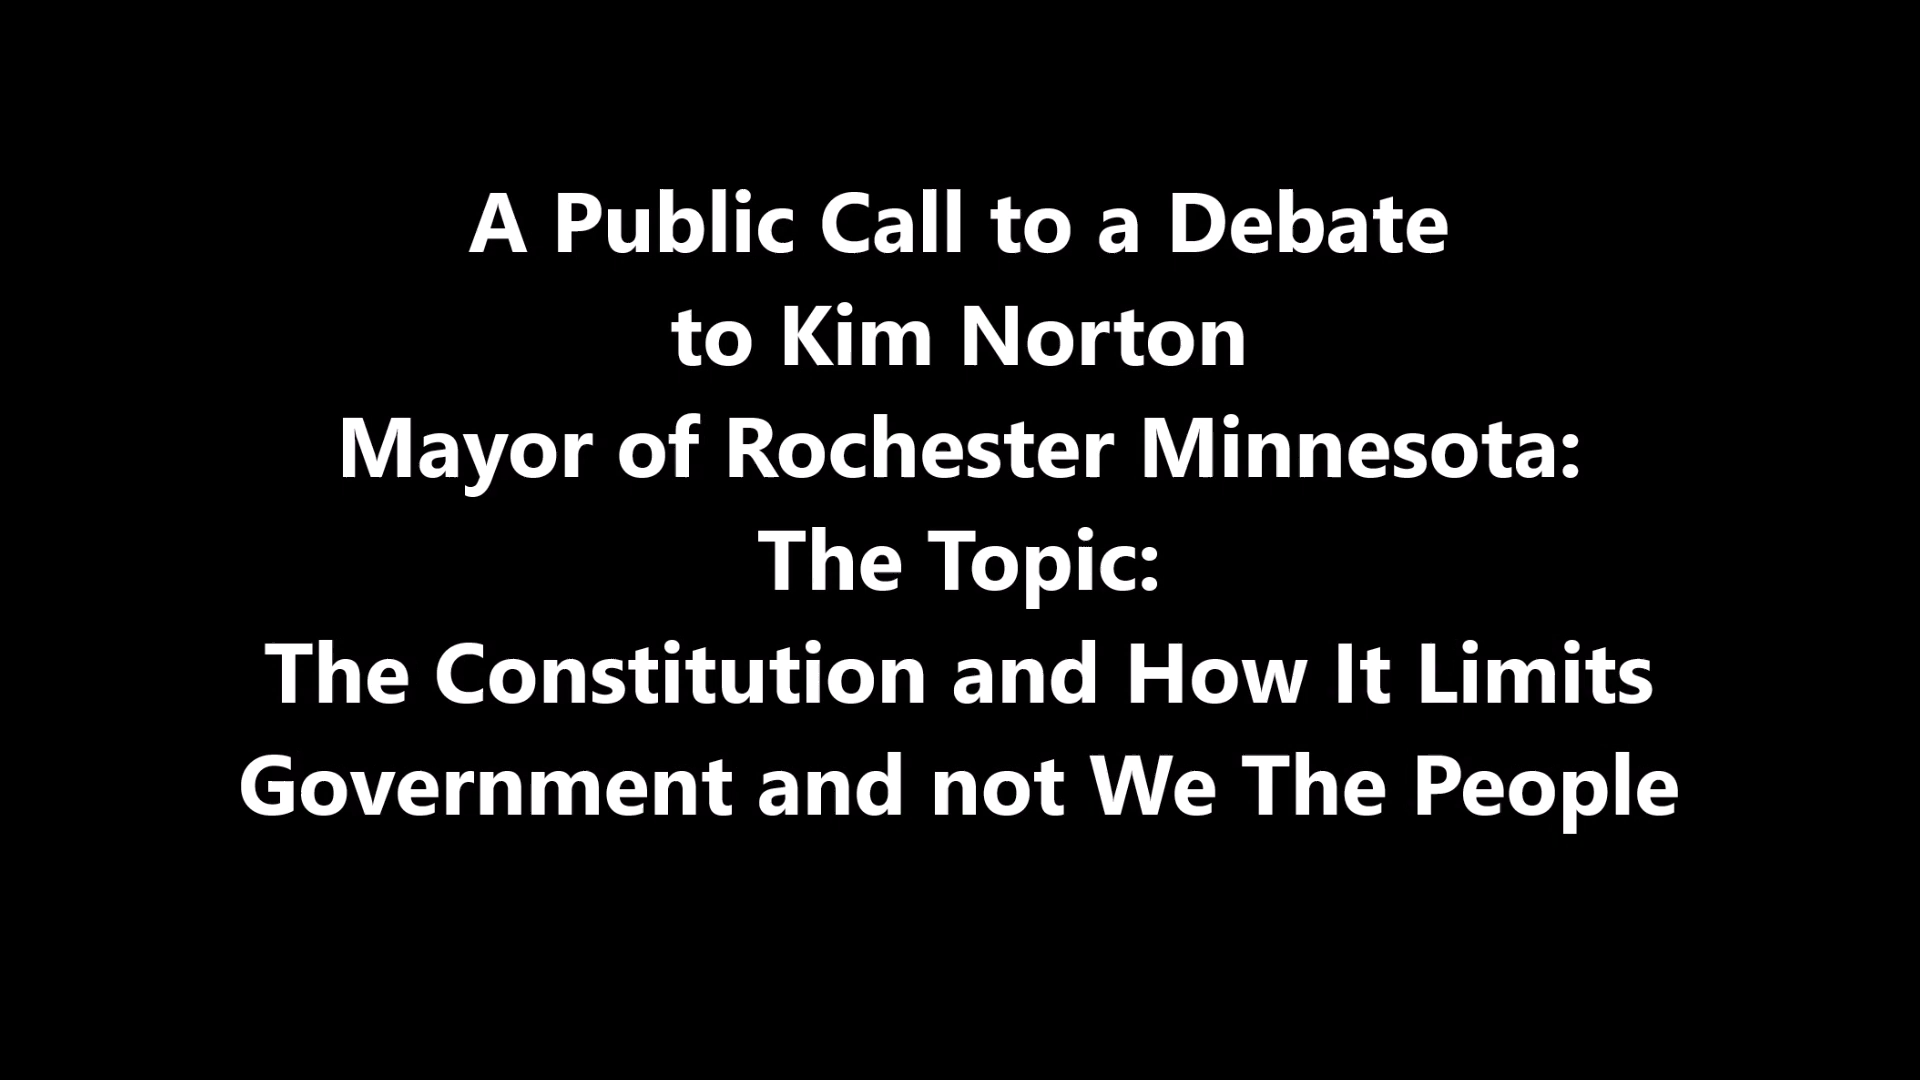 A Public Call to a Debate
to Kim Norton
Mayor of Rochester Minnesota:
The Topic:
The Constitution and How It Limits
Government and not We The People